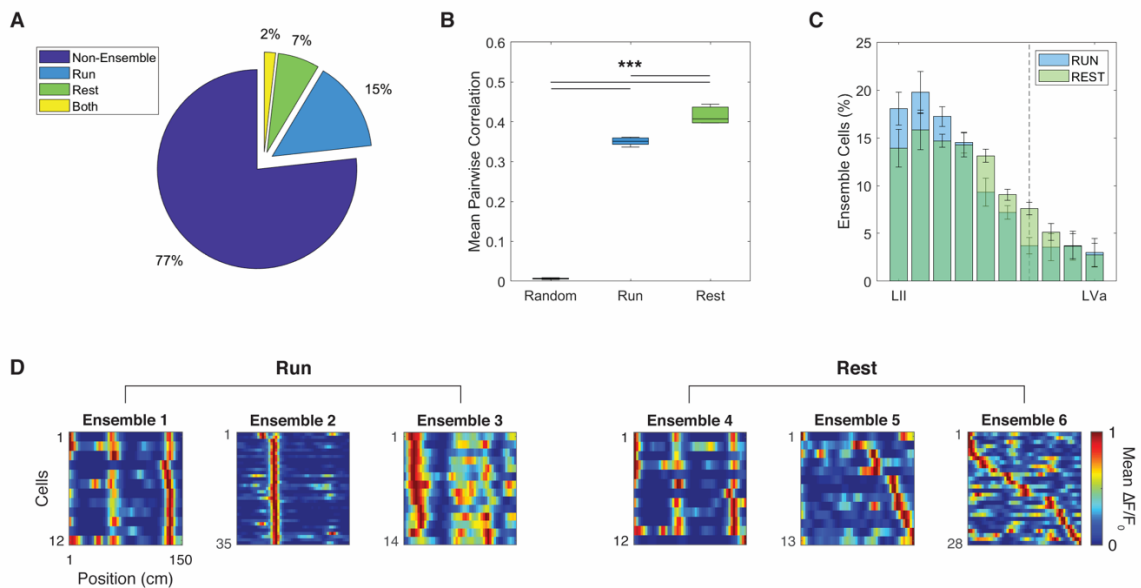 A
Non-Ensemble
Run
Rest
Both
2%
7%
15%
77%
B
Mean Pairwise Correlation
0.6
0.5
0.4
0.3
0.2
0.1
0
***
Random Run Rest
C
RUN
REST
Ensemble Cells (%)
25
20
15
10
5
0
LII LVa
D
Run
Rest
Ensemble 1 Ensemble 2 Ensemble 3 Ensemble 4 Ensemble 5 Ensemble 6
Cells
1 1 1 1 1 1
12 35 14 12 13 28
1 150
Position (cm)
1
0
Mean ΔF/F0